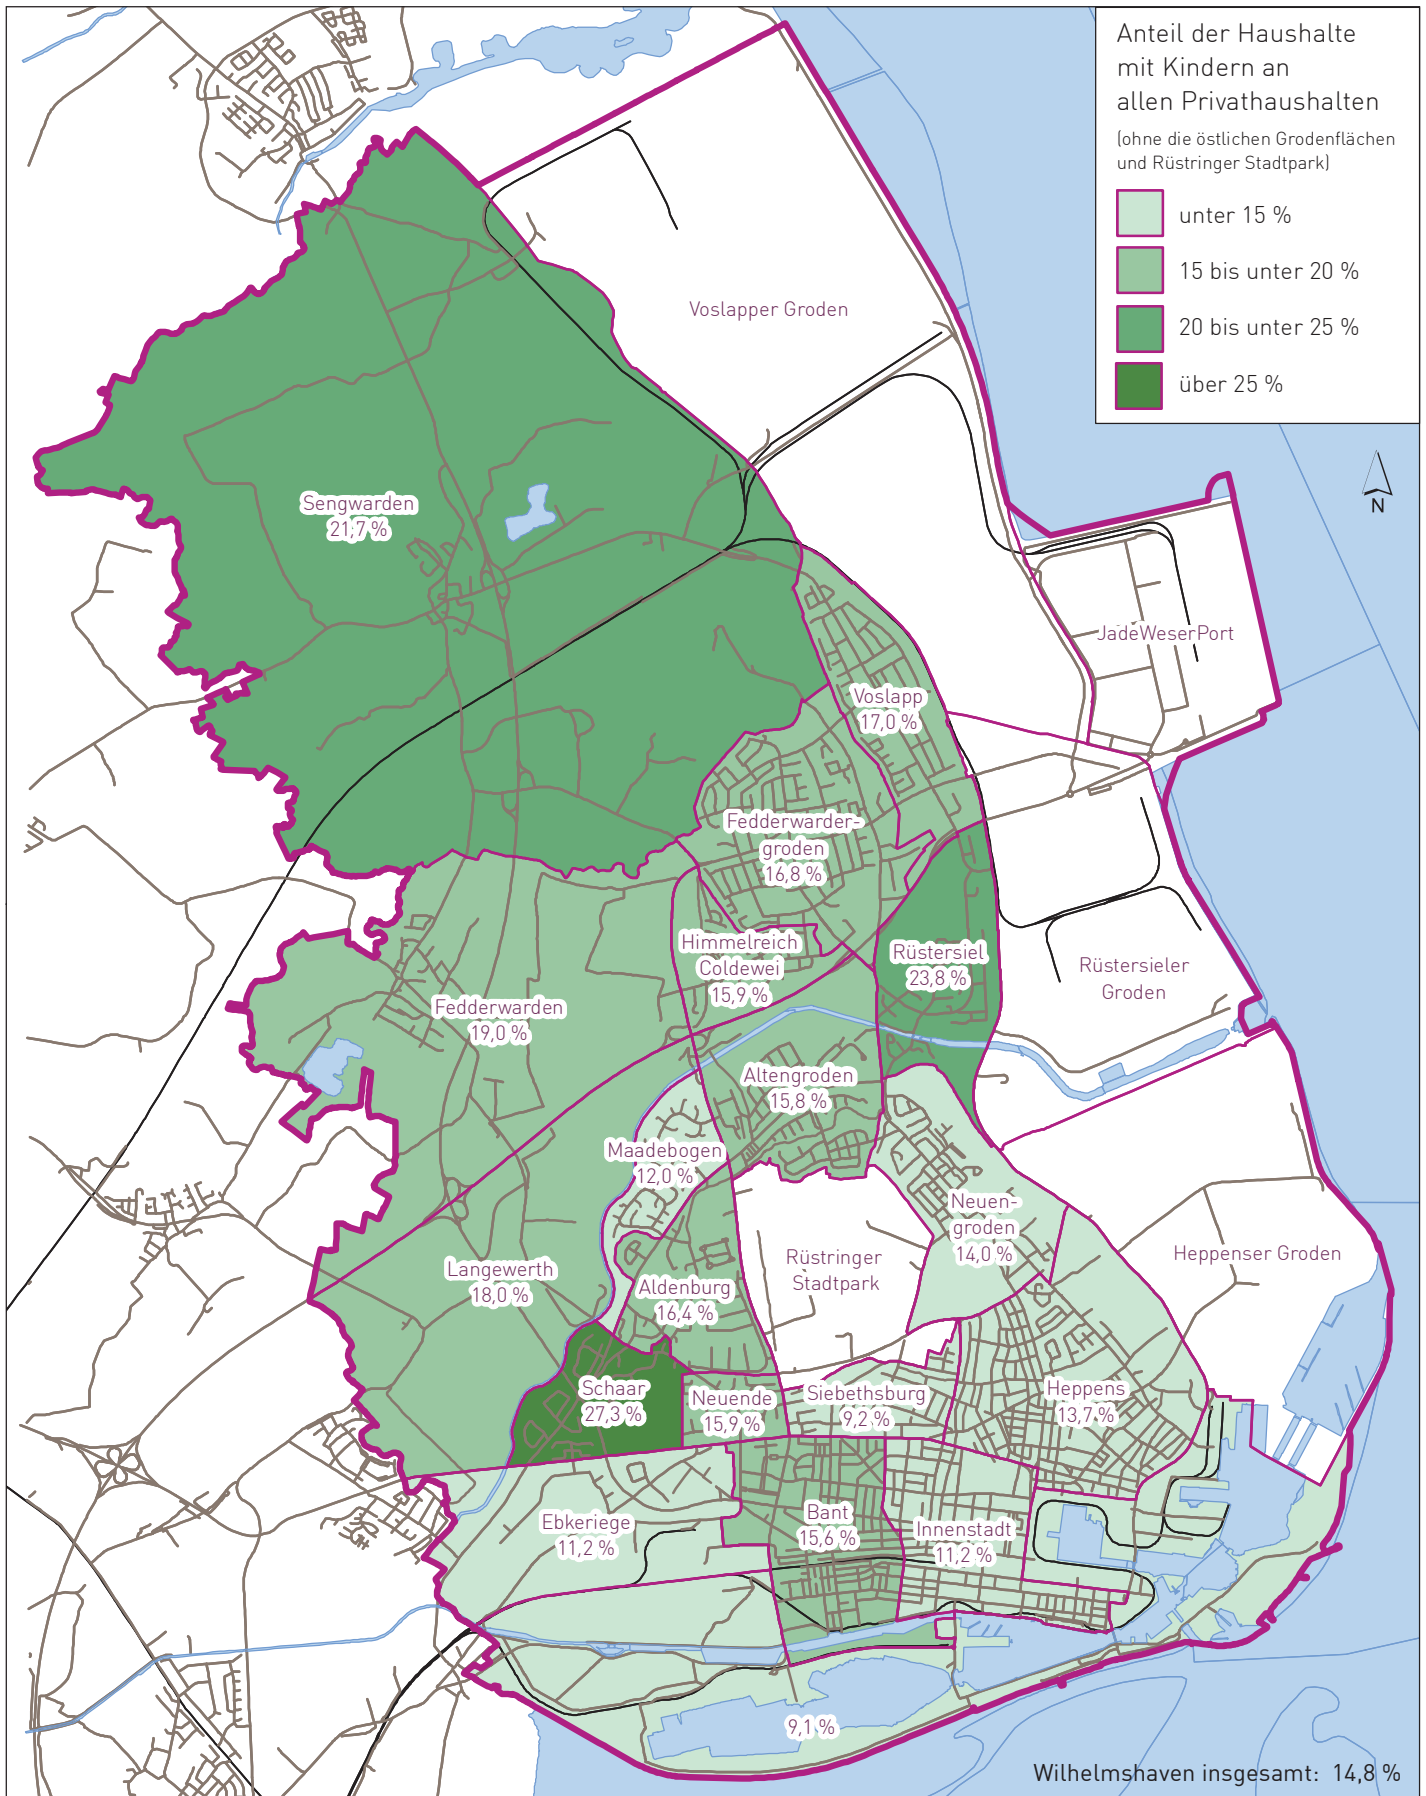 Anteil der Haushalte
mit Kindern an
allen Privathaushalten
(ohne die östlichen Grodenflächen
und Rüstringer Stadtpark)
unter 15 %
15 bis unter 20 %
20 bis unter 25 %
über 25 %
N
Voslapper Groden
Sengwarden
21,7 %
JadeWeserPort
Voslapp
17,0 %
Fedderwarder-
groden
16,8 %
Himmelreich
Coldewei
15,9 %
Rüstersiel
23,8 %
Rüstersieler
Groden
Fedderwarden
19,0 %
Altengroden
15,8 %
Maadebogen
12,0 %
Neuen-
groden
14,0 %
Rüstringer
Stadtpark
Heppenser Groden
Langewerth
18,0 %
Aldenburg
16,4 %
Schaar
27,3 %
Neuende
15,9 %
Siebethsburg
9,2 %
Heppens
13,7 %
Ebkeriege
11,2 %
Bant
15,6 %
Innenstadt
11,2 %
9,1 %
Wilhelmshaven insgesamt: 14,8 %